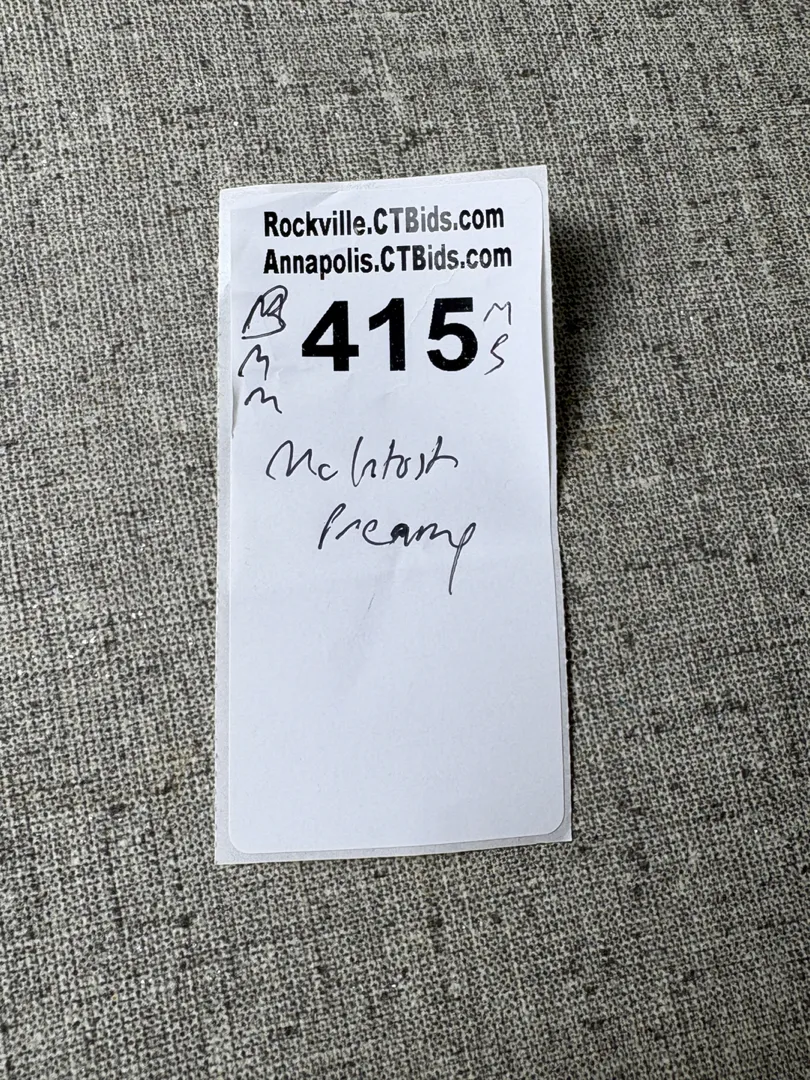 Rockville.CTBids.com
Annapolis.CTBids.com
415
M
S
M
m
McIntosh
Preamp